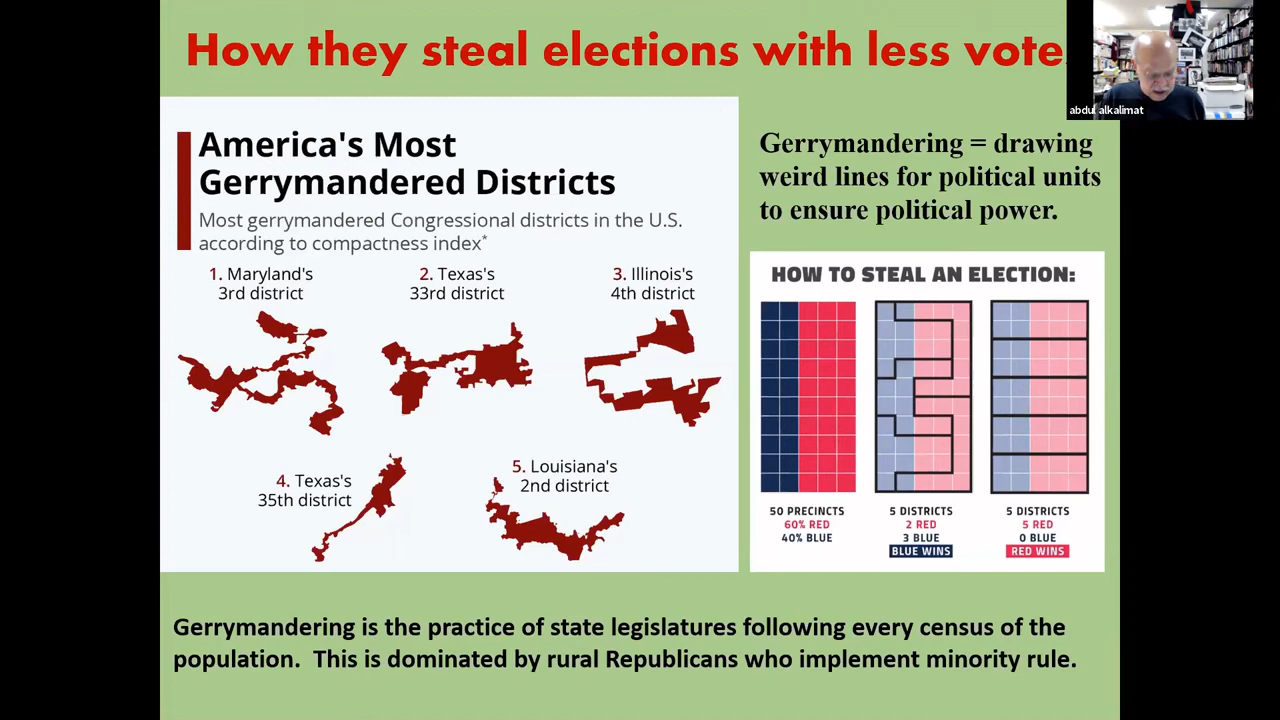 How they steal elections with less vote
abdul alkalimat
America's Most
Gerrymandered Districts
Most gerrymandered Congressional districts in the U.S.
according to compactness index*
1. Maryland's
3rd district
2. Texas's
33rd district
3. Illinois's
4th district
4. Texas's
35th district
5. Louisiana's
2nd district
Gerrymandering = drawing
weird lines for political units
to ensure political power.
HOW TO STEAL AN ELECTION:
50 PRECINCTS
60% RED
40% BLUE
5 DISTRICTS
2 RED
3 BLUE
BLUE WINS
5 DISTRICTS
5 RED
0 BLUE
RED WINS
Gerrymandering is the practice of state legislatures following every census of the
population. This is dominated by rural Republicans who implement minority rule.